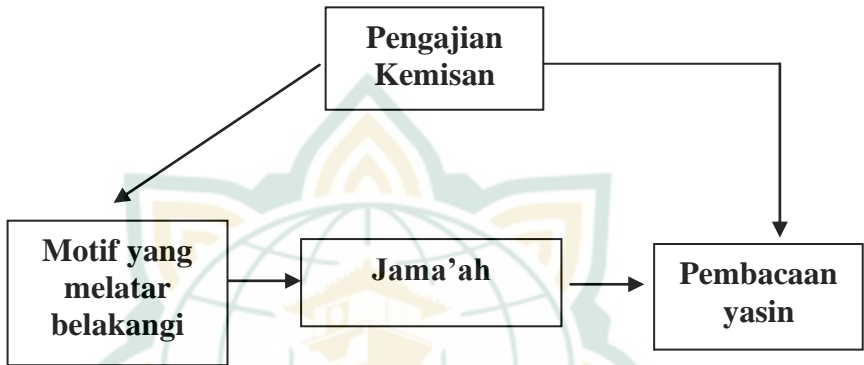 Pengajian
Kemisan
Motif yang
melatar
belakangi
Jama’ah
Pembacaan
yasin